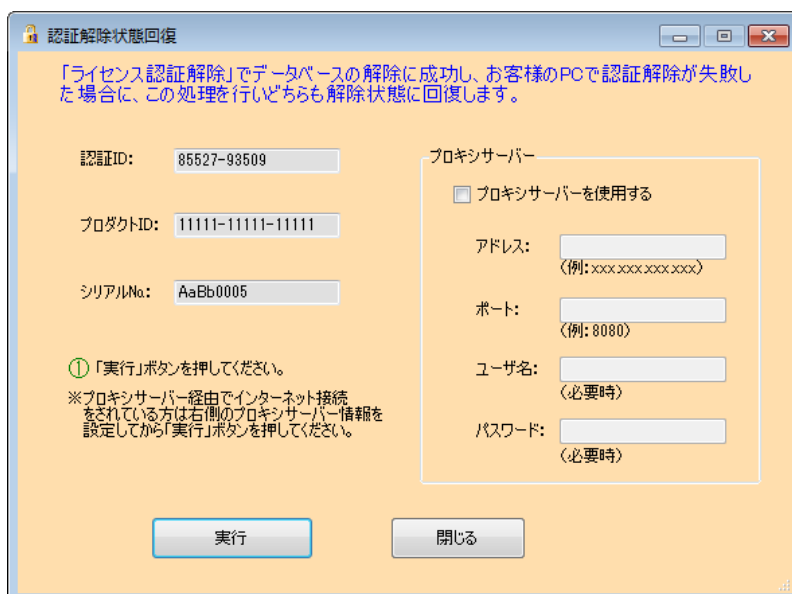 認証解除状態回復
「ライセンス認証解除」でデータベースの解除に成功し、お客様のPCで認証解除が失敗し
た場合に、この処理を行いどちらも解除状態に回復します。
認証ID:
85527-93509
プロダクトID:
11111-11111-11111
シリアル№:
AaBb0005
①「実行」ボタンを押してください。
※プロキシサーバー経由でインターネット接続
をされている方は右側のプロキシサーバー情報を
設定してから「実行」ボタンを押してください。
プロキシサーバー
プロキシサーバーを使用する
アドレス:
(例:xxx.xxx.xxx.xxx)
ポート:
(例:8080)
ユーザ名:
(必要時)
パスワード:
(必要時)
実行
閉じる